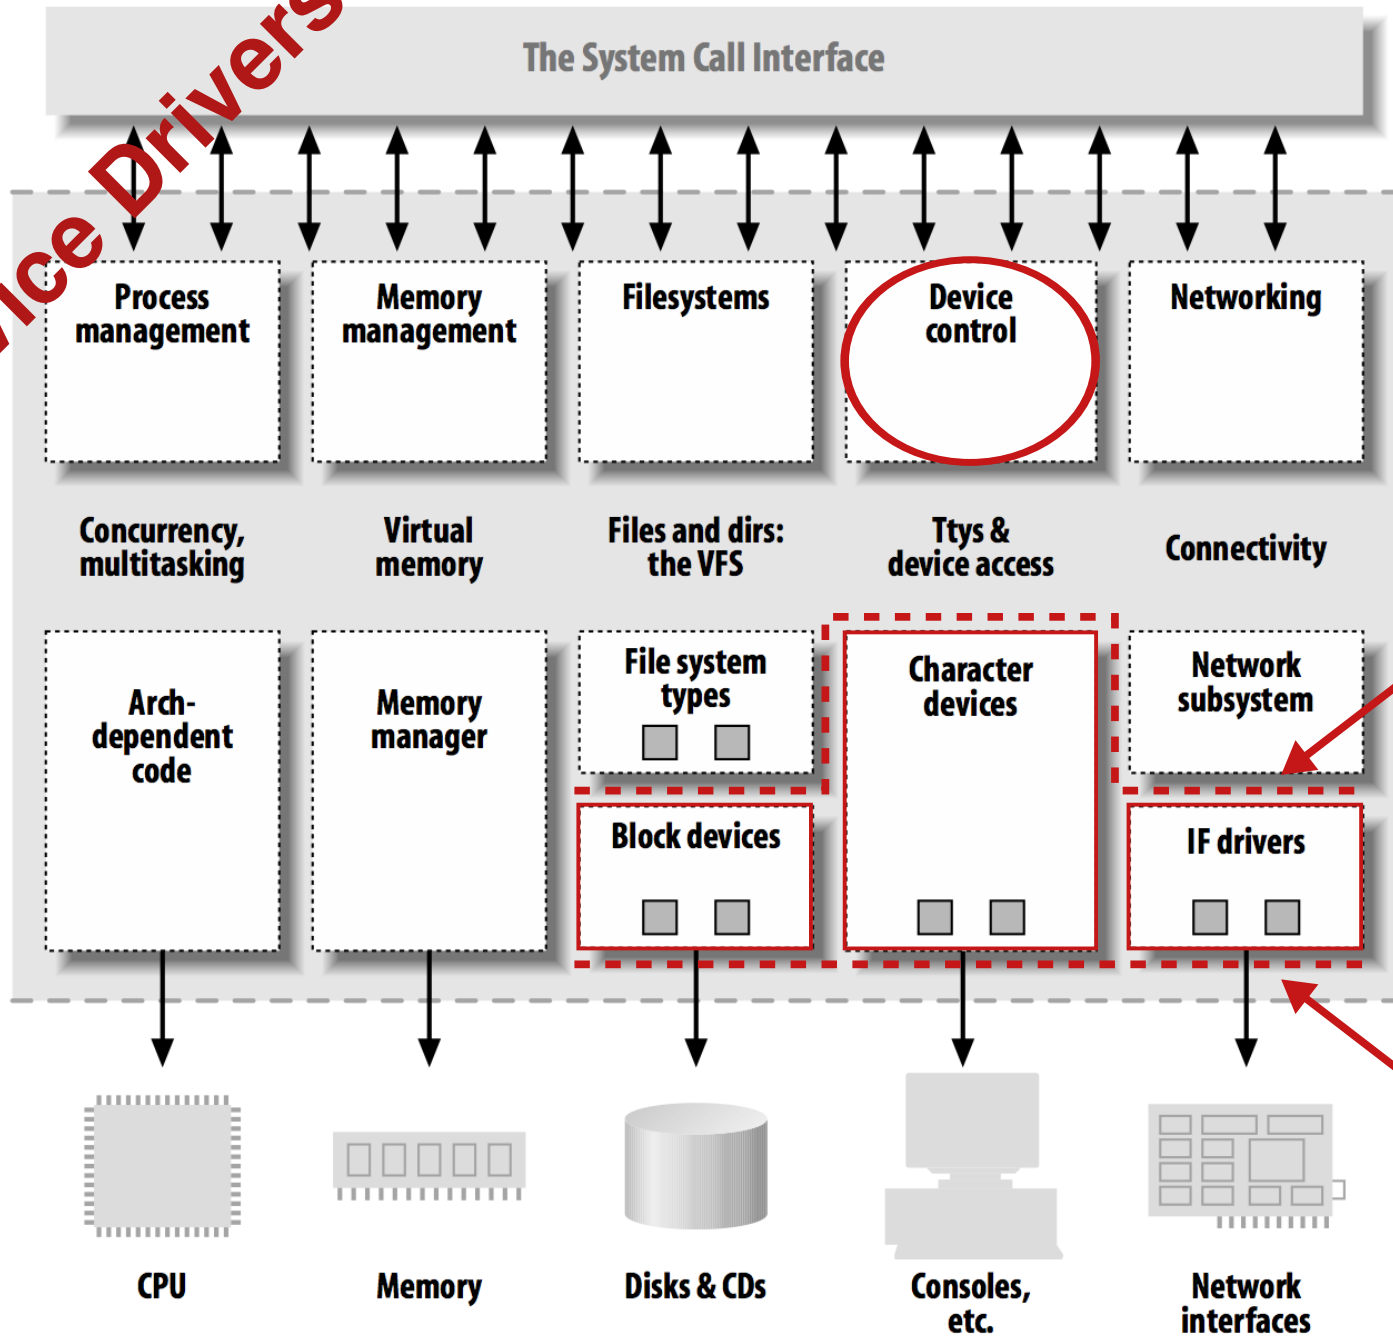 The System Call Interface
vice Drivers
Process
management
Memory
management
Filesystems
Device
control
Networking
Concurrency,
multitasking
Virtual
memory
Files and dirs:
the VFS
Ttys &
device access
Connectivity
Arch-
dependent
code
Memory
manager
File system
types
Block devices
Character
devices
Network
subsystem
IF drivers
CPU
Memory
Disks & CDs
Consoles,
etc.
Network
interfaces